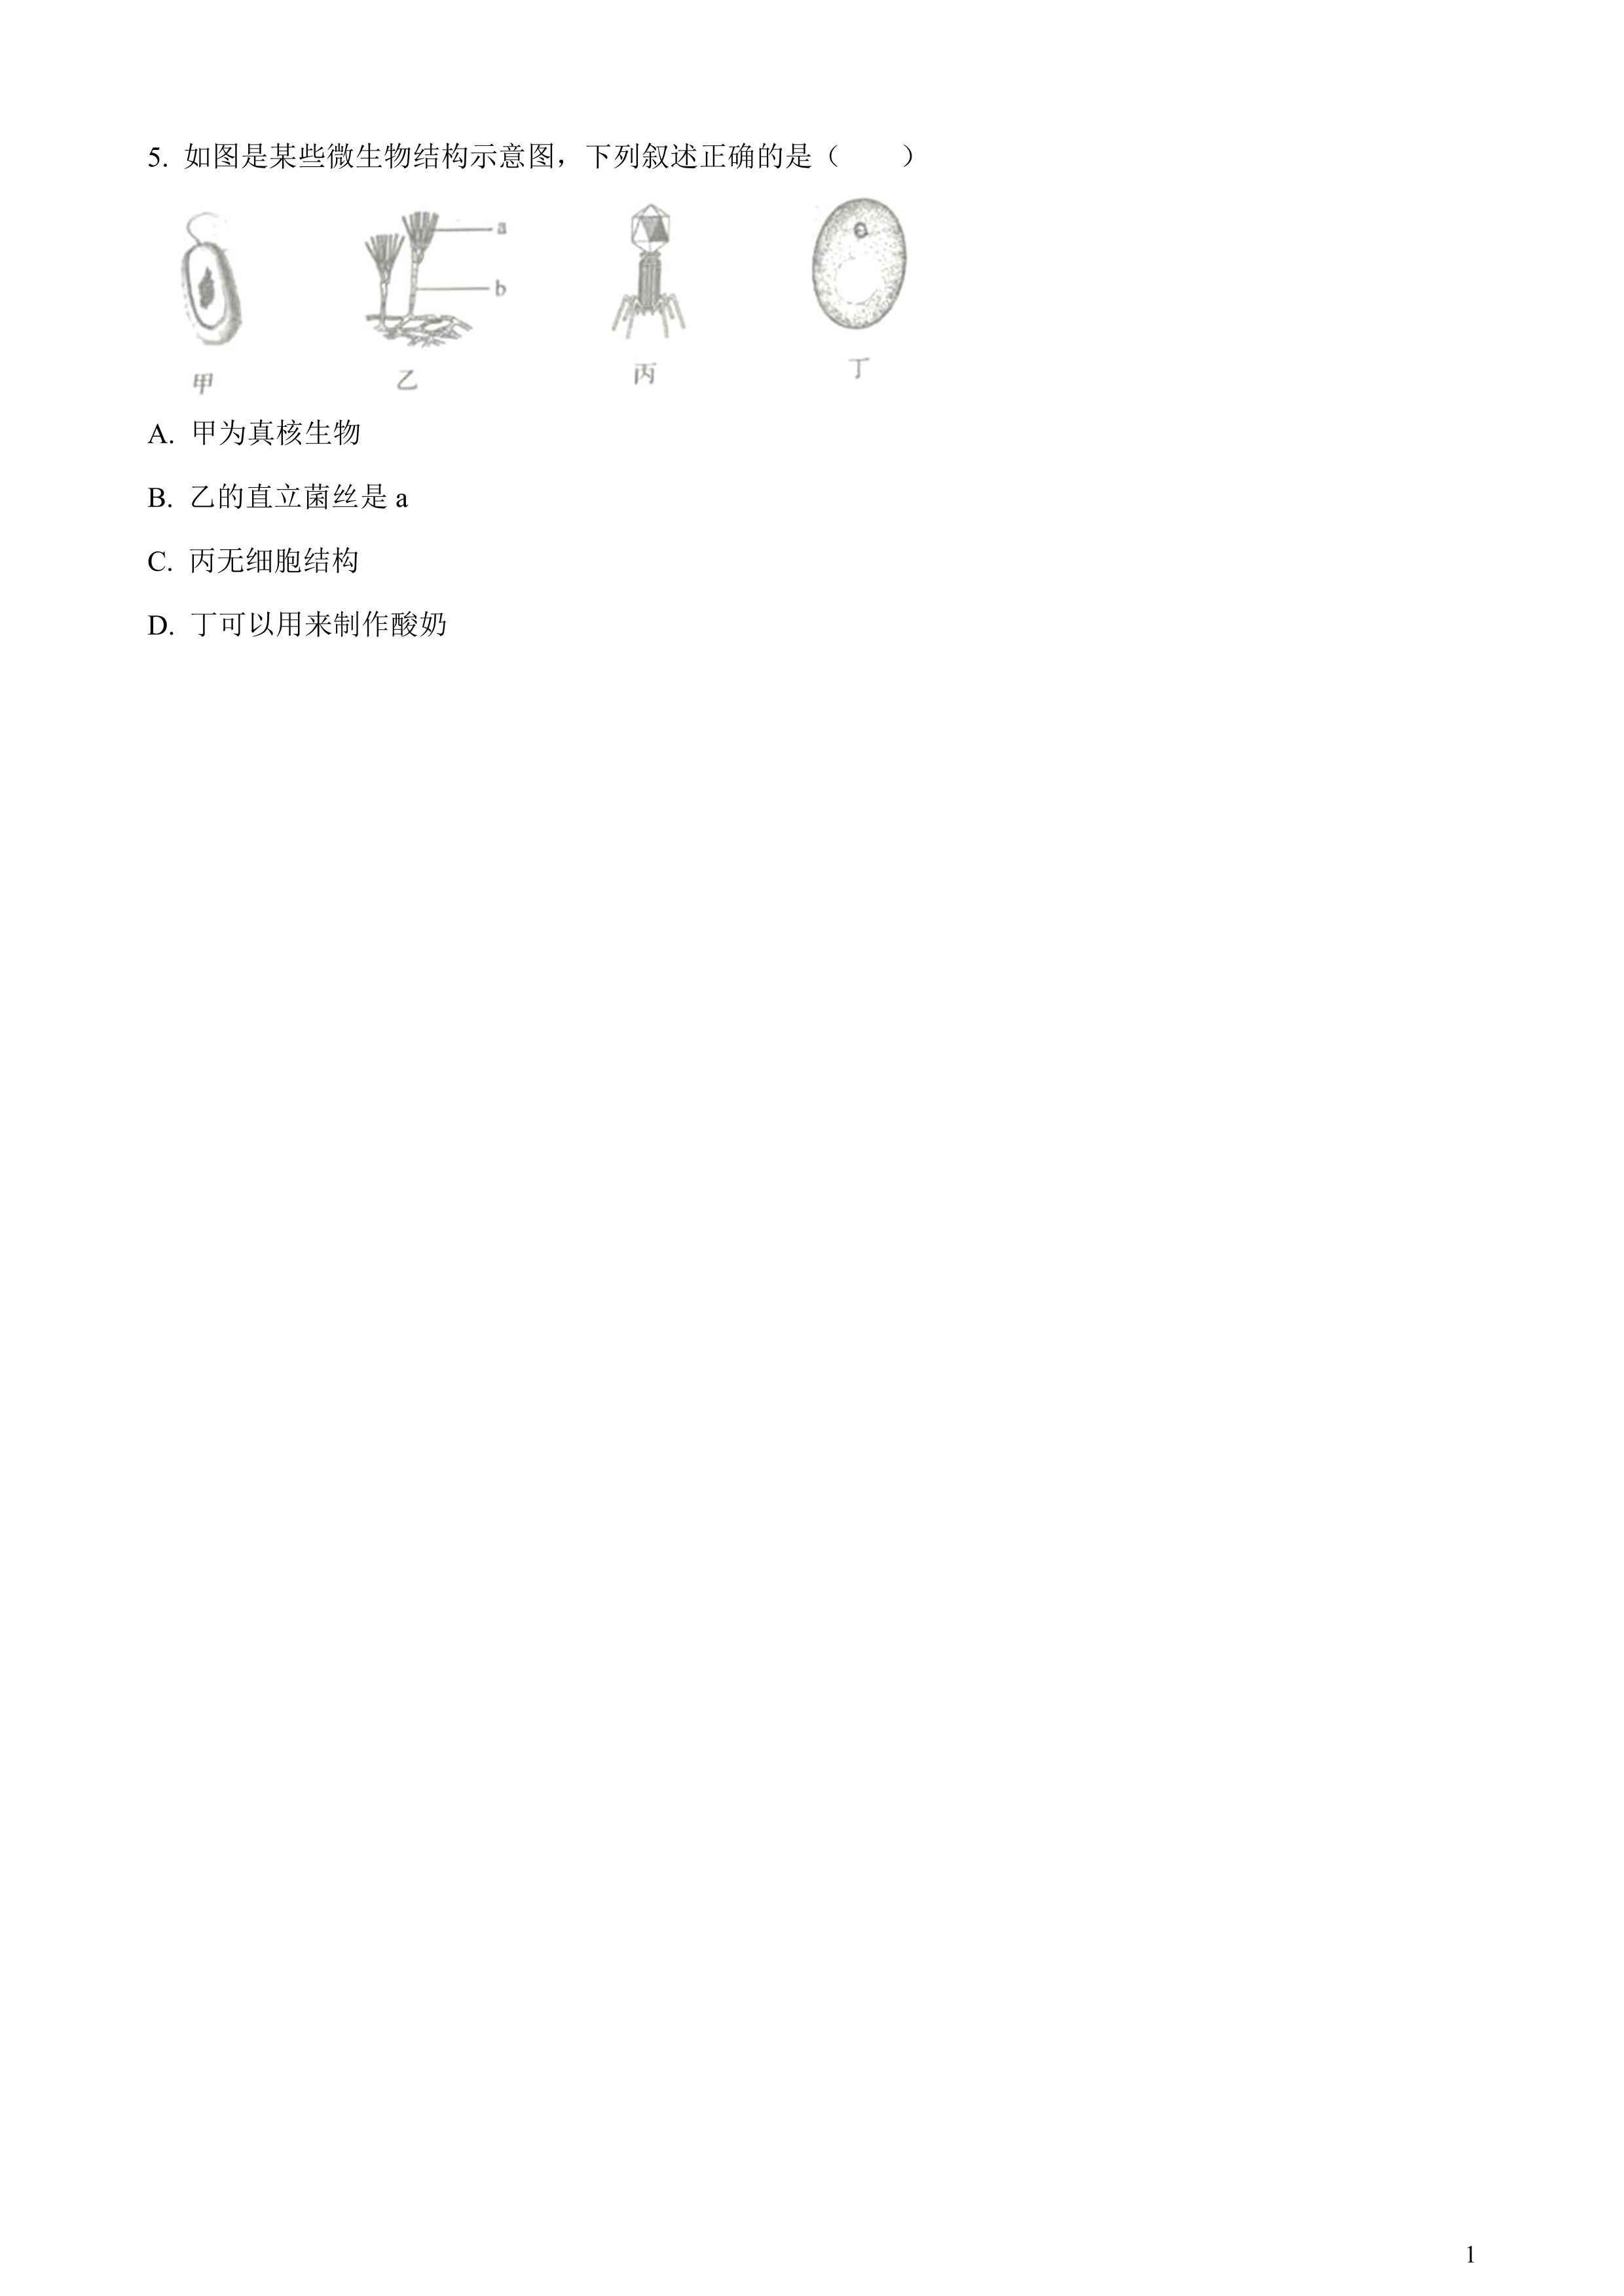 5. 如图是某些微生物结构示意图，下列叙述正确的是（　　）
a
b
甲
乙
丙
丁
A. 甲为真核生物
B. 乙的直立菌丝是 a
C. 丙无细胞结构
D. 丁可以用来制作酸奶
1